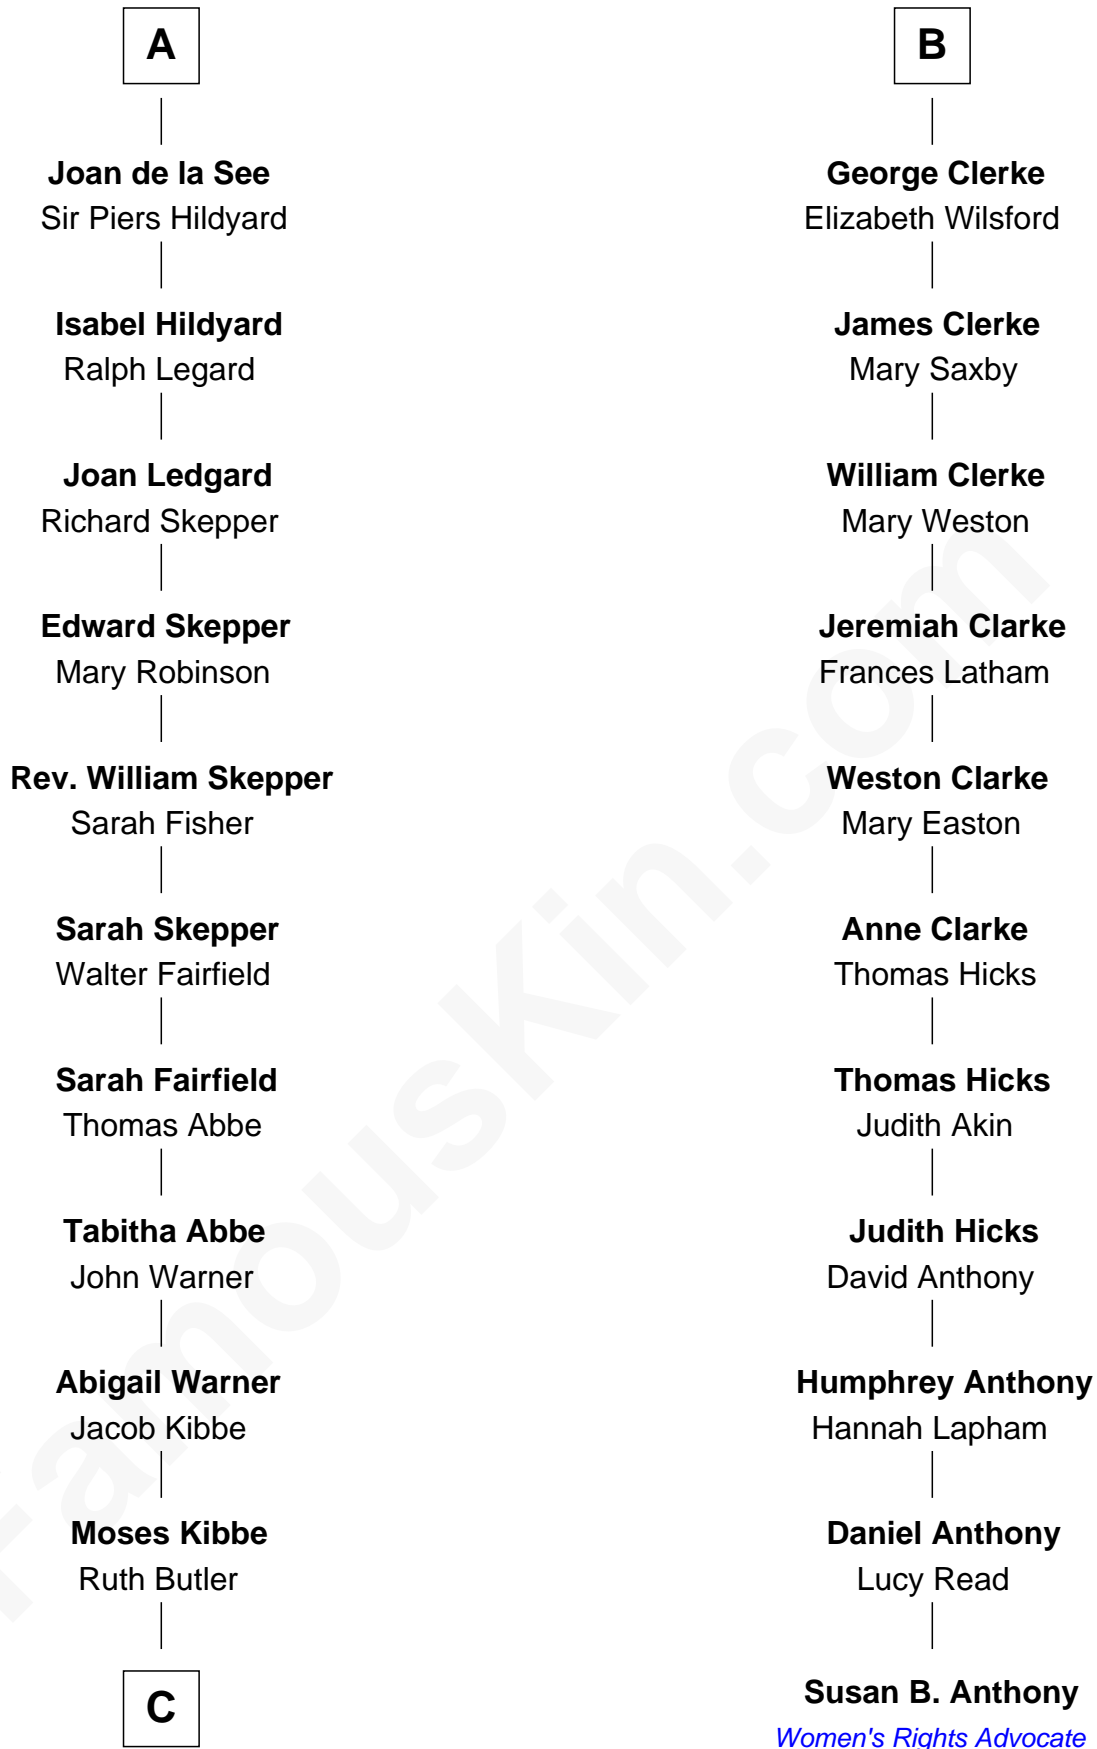 A
Joan de la See
Sir Piers Hildyard
Isabel Hildyard
Ralph Legard
Joan Ledgard
Richard Skepper
Edward Skepper
Mary Robinson
Rev. William Skepper
Sarah Fisher
Sarah Skepper
Walter Fairfield
Sarah Fairfield
Thomas Abbe
Tabitha Abbe
John Warner
Abigail Warner
Jacob Kibbe
Moses Kibbe
Ruth Butler
C
B
George Clerke
Elizabeth Wilsford
James Clerke
Mary Saxby
William Clerke
Mary Weston
Jeremiah Clarke
Frances Latham
Weston Clarke
Mary Easton
Anne Clarke
Thomas Hicks
Thomas Hicks
Judith Akin
Judith Hicks
David Anthony
Humphrey Anthony
Hannah Lapham
Daniel Anthony
Lucy Read
Susan B. Anthony
Women's Rights Advocate
FamousKin.com